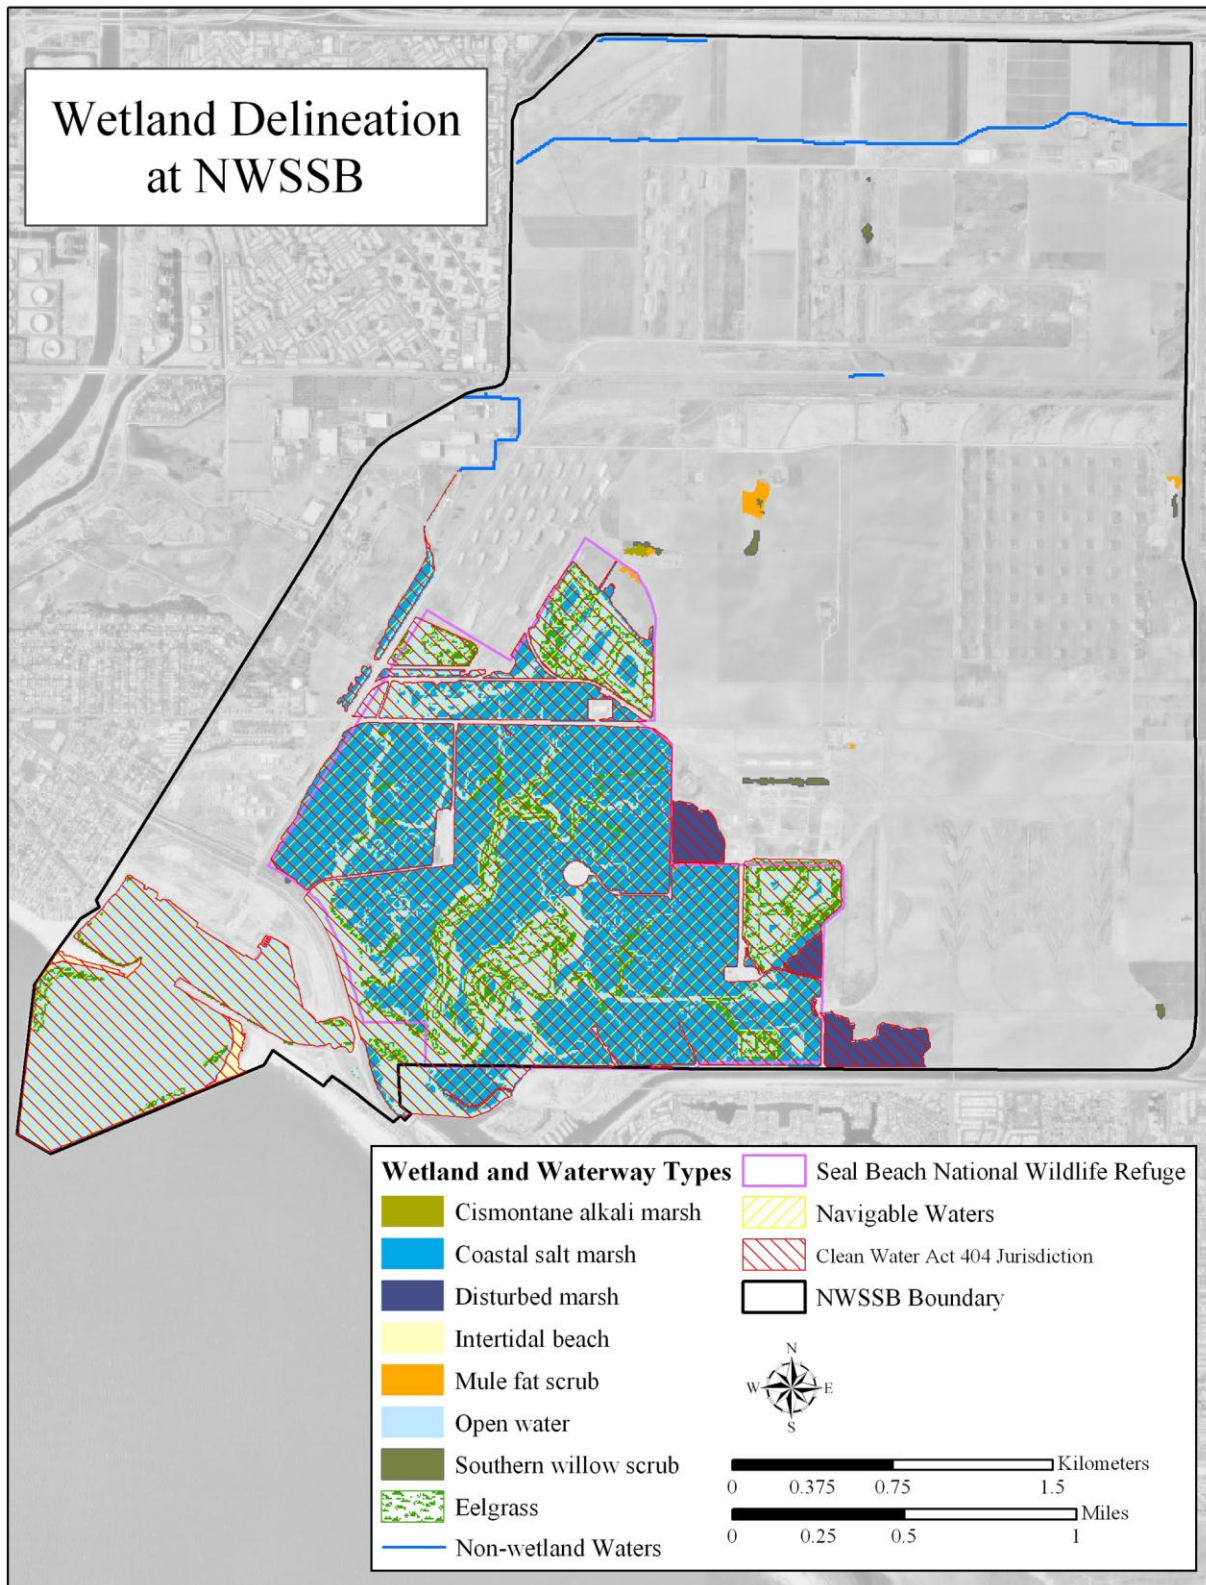 Wetland Delineation
at NWSSB
Wetland and Waterway Types
Cismontane alkali marsh
Coastal salt marsh
Disturbed marsh
Intertidal beach
Mule fat scrub
Open water
Southern willow scrub
Eelgrass
Non-wetland Waters
Seal Beach National Wildlife Refuge
Navigable Waters
Clean Water Act 404 Jurisdiction
NWSSB Boundary
N
W E
S
Kilometers
0 0.375 0.75 1.5
Miles
0 0.25 0.5 1